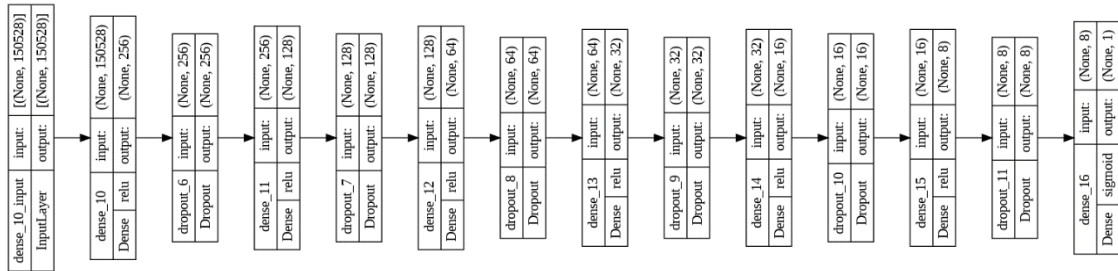 dense_10_input input: [(None, 150528)]
InputLayer output: [(None, 150528)]
dense_10 input: (None, 150528)
Dense relu output: (None, 256)
dropout_6 input: (None, 256)
Dropout output: (None, 256)
dense_11 input: (None, 256)
Dense relu output: (None, 128)
dropout_7 input: (None, 128)
Dropout output: (None, 128)
dense_12 input: (None, 128)
Dense relu output: (None, 64)
dropout_8 input: (None, 64)
Dropout output: (None, 64)
dense_13 input: (None, 64)
Dense relu output: (None, 32)
dropout_9 input: (None, 32)
Dropout output: (None, 32)
dense_14 input: (None, 32)
Dense relu output: (None, 16)
dropout_10 input: (None, 16)
Dropout output: (None, 16)
dense_15 input: (None, 16)
Dense relu output: (None, 8)
dropout_11 input: (None, 8)
Dropout output: (None, 8)
dense_16 input: (None, 8)
Dense sigmoid output: (None, 1)